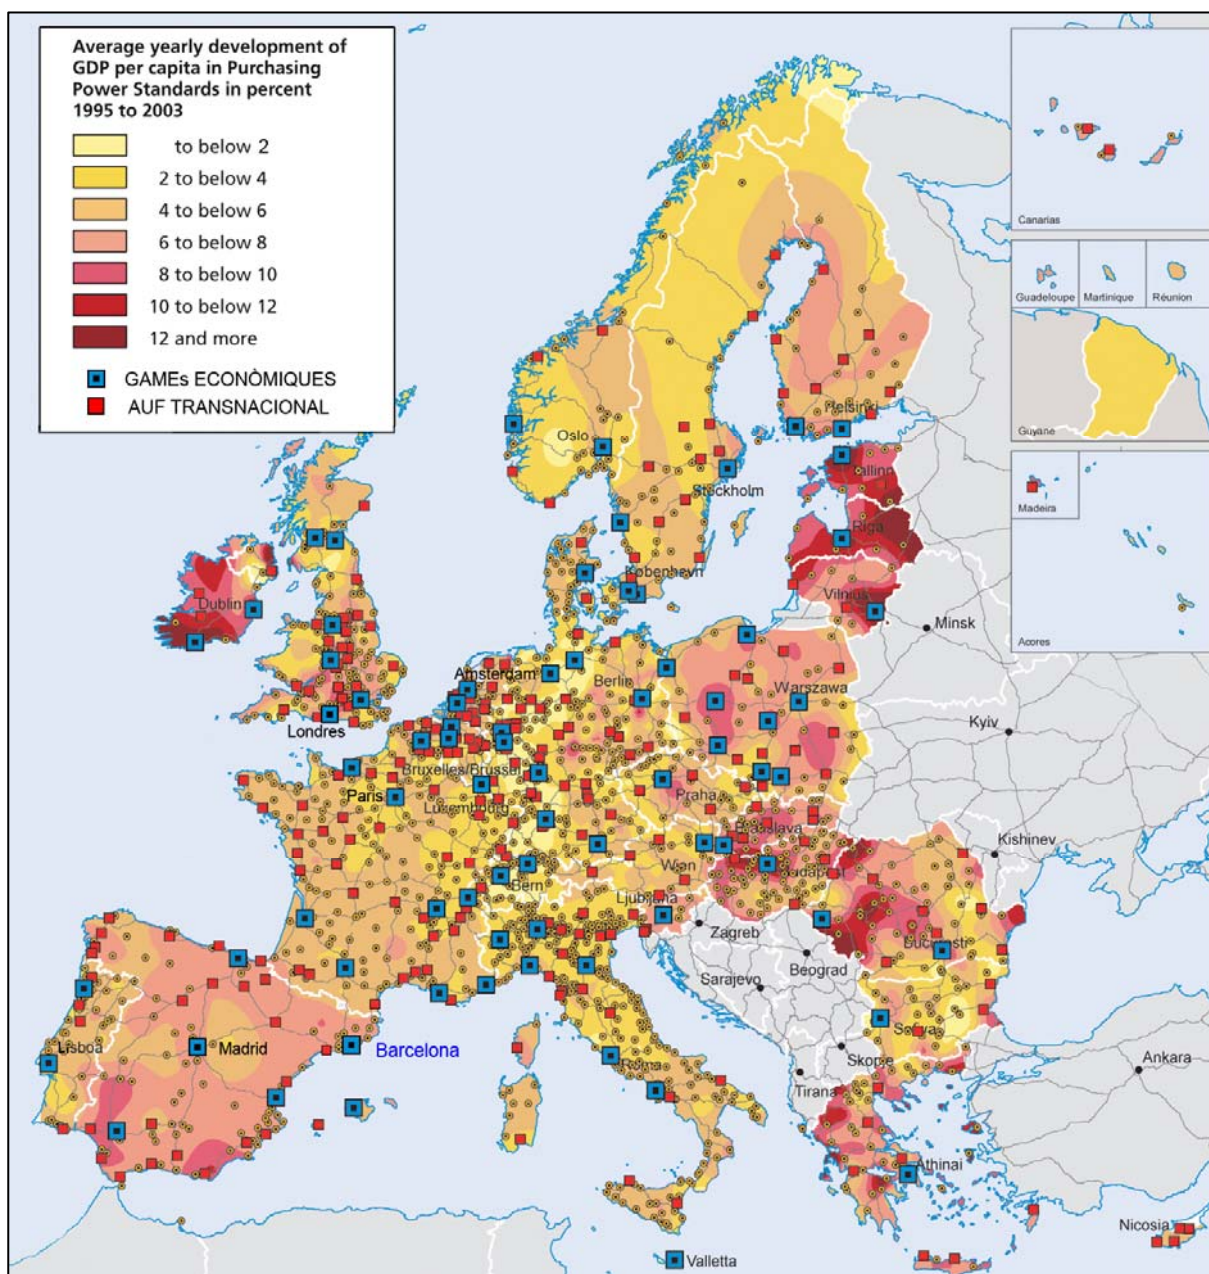 Average yearly development of
GDP per capita in Purchasing
Power Standards in percent
1995 to 2003
to below 2
2 to below 4
4 to below 6
6 to below 8
8 to below 10
10 to below 12
12 and more
GAMEs ECONÒMIQUES
AUF TRANSNACIONAL
Canarias
Guadeloupe
Martinique
Réunion
Guyane
Madeira
Acores
Helsinki
Oslo
Stockholm
Tallinn
Riga
København
Vilnius
Dublin
Minsk
Amsterdam
Berlin
Warszawa
Londres
Kyiv
Bruxelles/Brussel
Praha
Paris
Luxembourg
Bratislava
Kishinev
Wien
Budapest
Bern
Ljubljana
Zagreb
Bucuresti
Beograd
Sarajevo
Lisboa
Madrid
Barcelona
Sofiya
Skopje
Roma
Tirana
Ankara
Athinai
Nicosia
Valletta